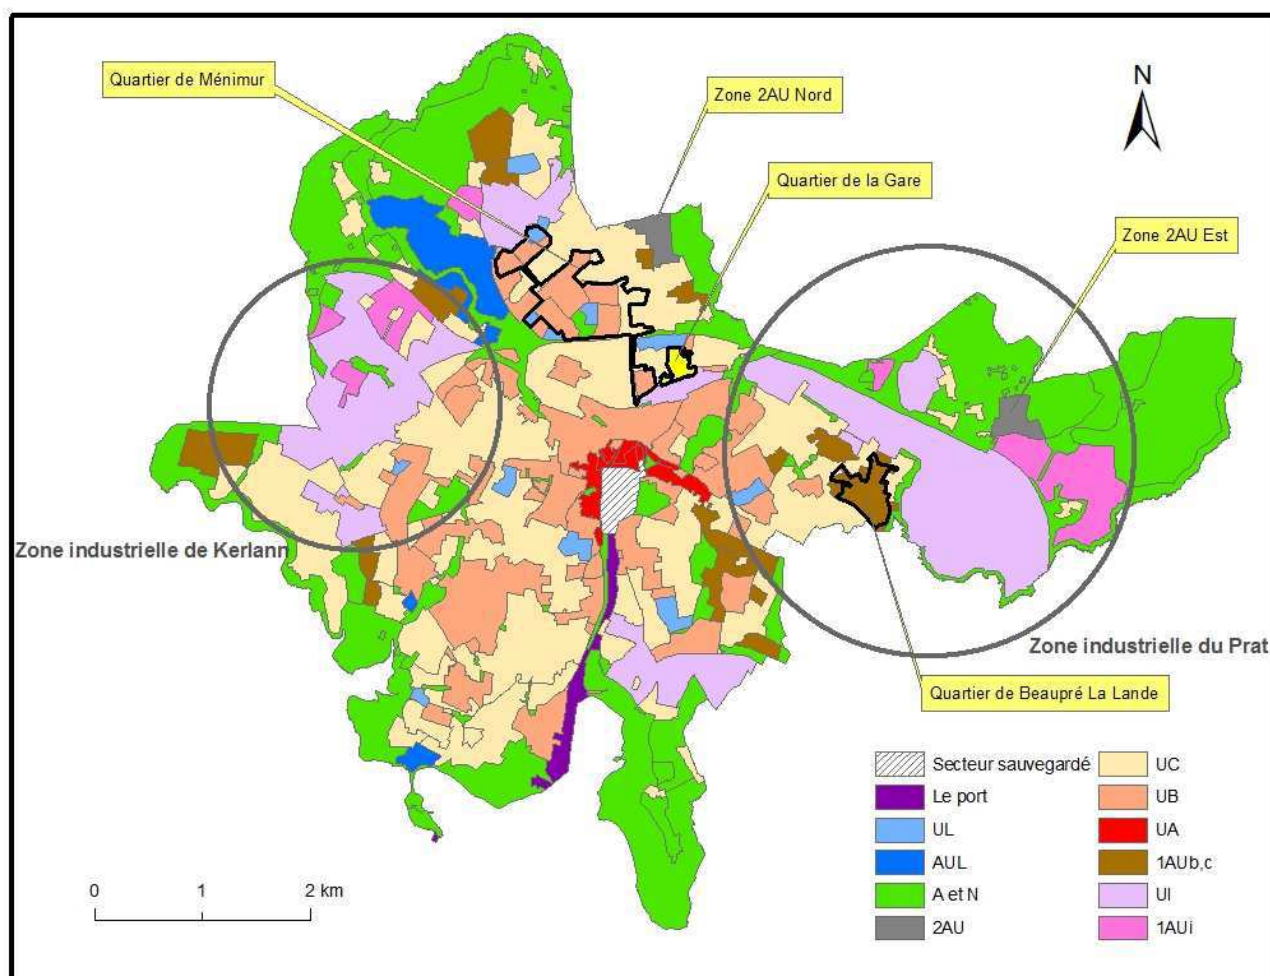 N
Quartier de Ménimur
Zone 2AU Nord
Quartier de la Gare
Zone 2AU Est
Zone industrielle de Kerlann
Zone industrielle du Prat
Quartier de Beaupré La Lande
0 1 2 km
Secteur sauvegardé
Le port
UL
AUL
A et N
2AU
UC
UB
UA
1AUb,c
UI
1AUi